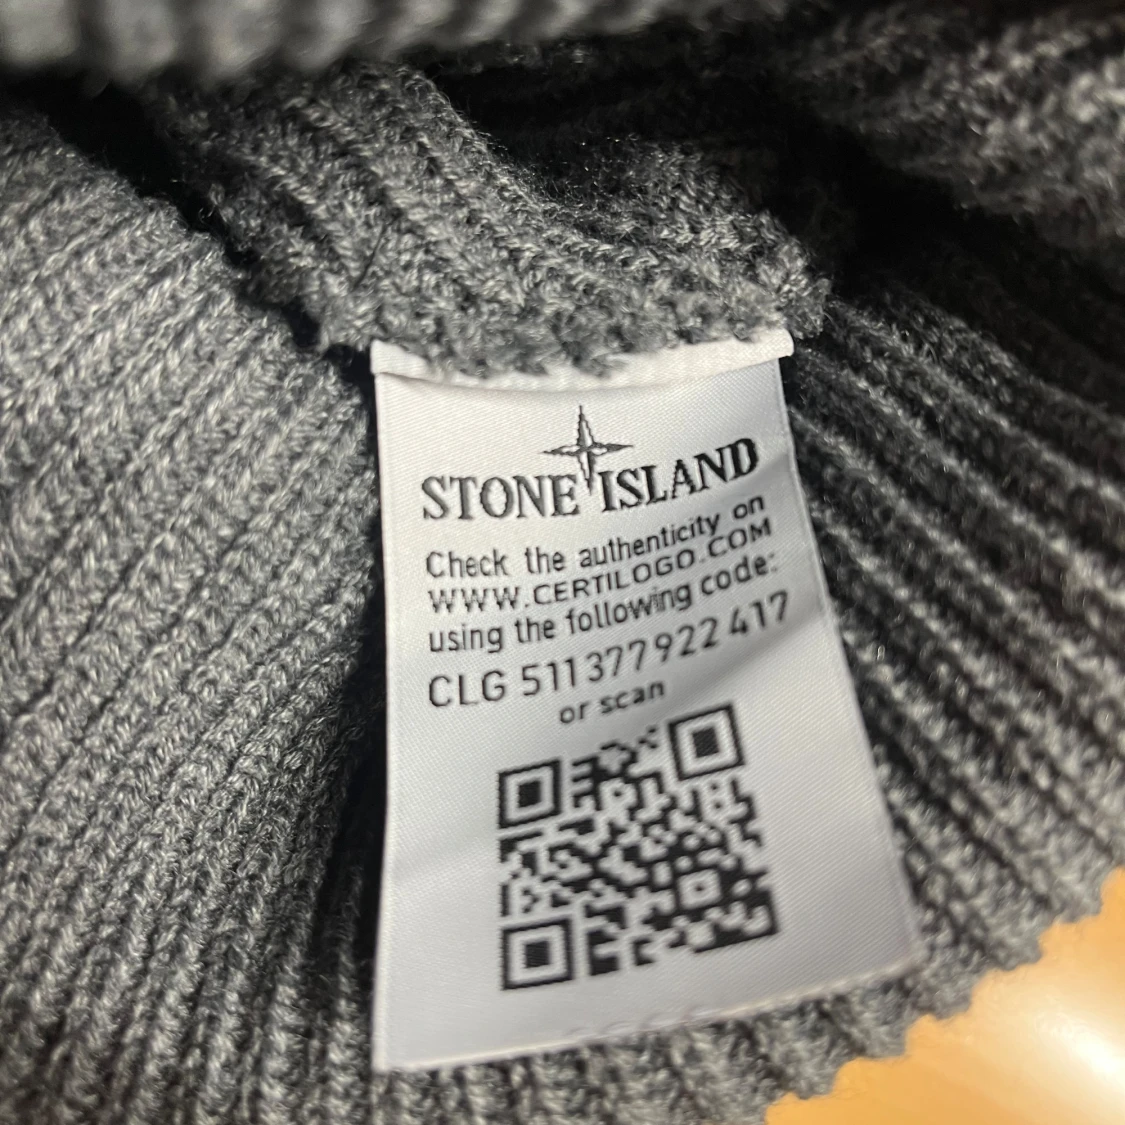 STONE ISLAND
Check the authenticity on
WWW.CERTILOGO.COM
using the following code:
CLG 511 377 922 417
or scan